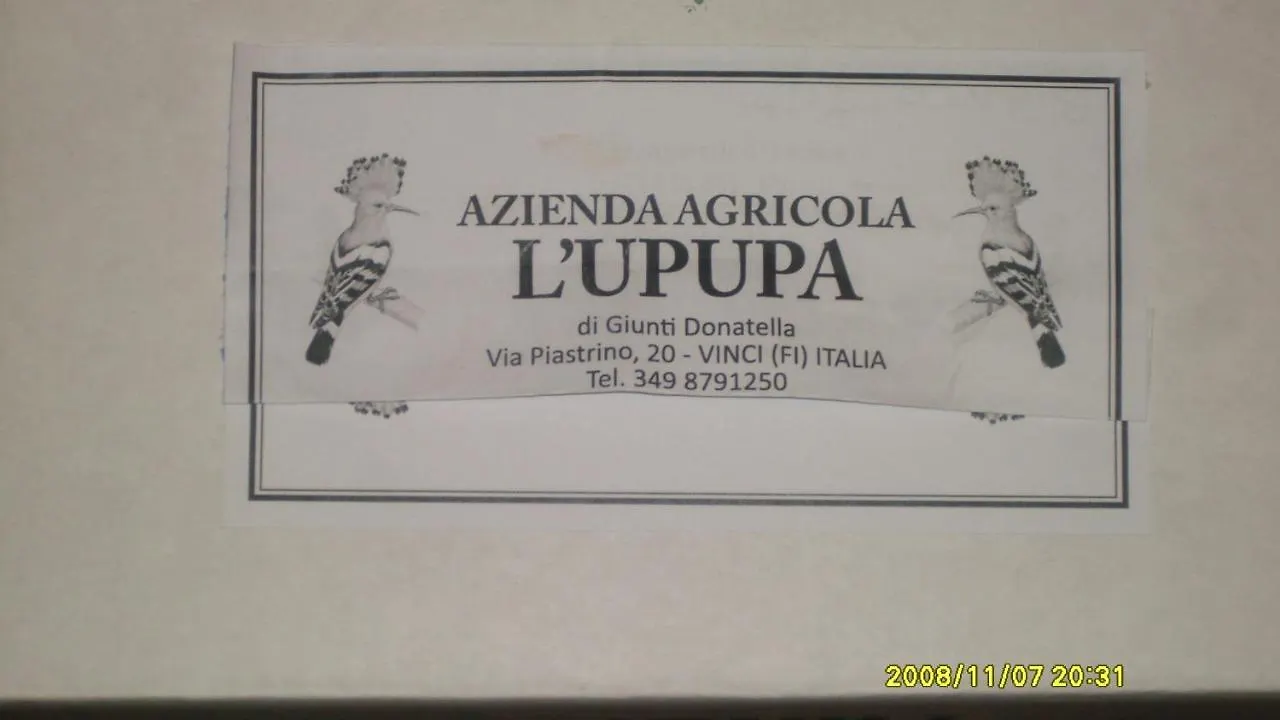 AZIENDA AGRICOLA
L'UPUPA
di Giunti Donatella
Via Piastrino, 20 - VINCI (FI) ITALIA
Tel. 349 8791250
2008/11/07 20:31